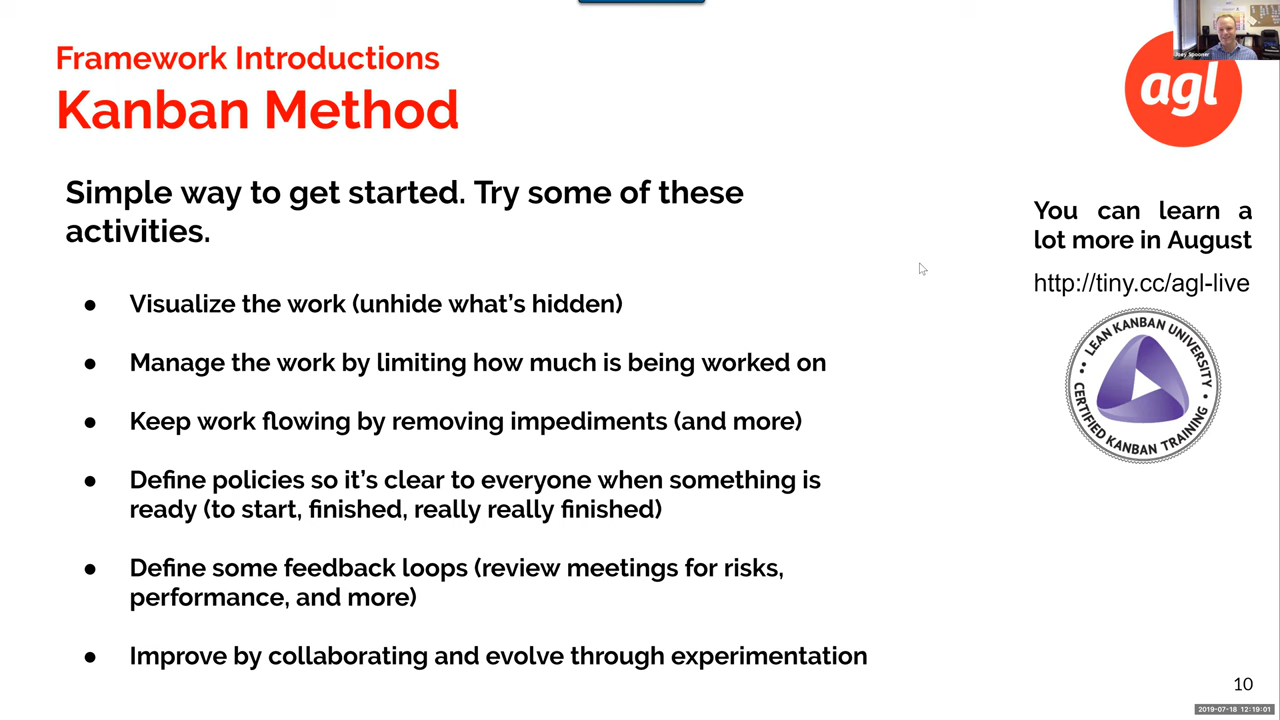 Framework Introductions
Kanban Method
Simple way to get started. Try some of these
activities.
● Visualize the work (unhide what’s hidden)
● Manage the work by limiting how much is being worked on
● Keep work flowing by removing impediments (and more)
● Define policies so it’s clear to everyone when something is
ready (to start, finished, really really finished)
● Define some feedback loops (review meetings for risks,
performance, and more)
● Improve by collaborating and evolve through experimentation
Joey Spooner
agl
You can learn a
lot more in August
http://tiny.cc/agl-live
LEAN KANBAN UNIVERSITY
CERTIFIED KANBAN TRAINING
10
2019-07-18 12:19:01